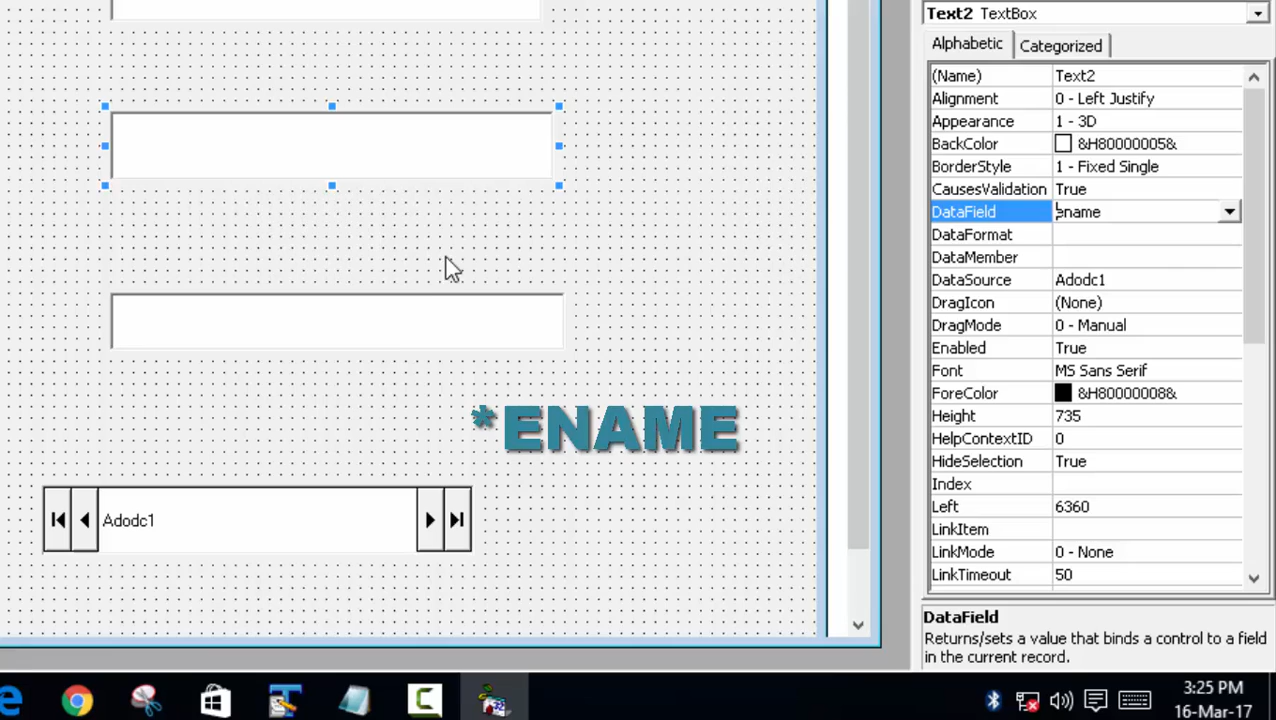 Text2 TextBox
Alphabetic Categorized
(Name) Text2
Alignment 0 - Left Justify
Appearance 1 - 3D
BackColor &H80000005&
BorderStyle 1 - Fixed Single
CausesValidation True
DataField ename
DataFormat
DataMember
DataSource Adodc1
DragIcon (None)
DragMode 0 - Manual
Enabled True
Font MS Sans Serif
ForeColor &H80000008&
Height 735
HelpContextID 0
HideSelection True
Index
Left 6360
LinkItem
LinkMode 0 - None
LinkTimeout 50
*ENAME
Adodc1
DataField
Returns/sets a value that binds a control to a field
in the current record.
3:25 PM
16-Mar-17